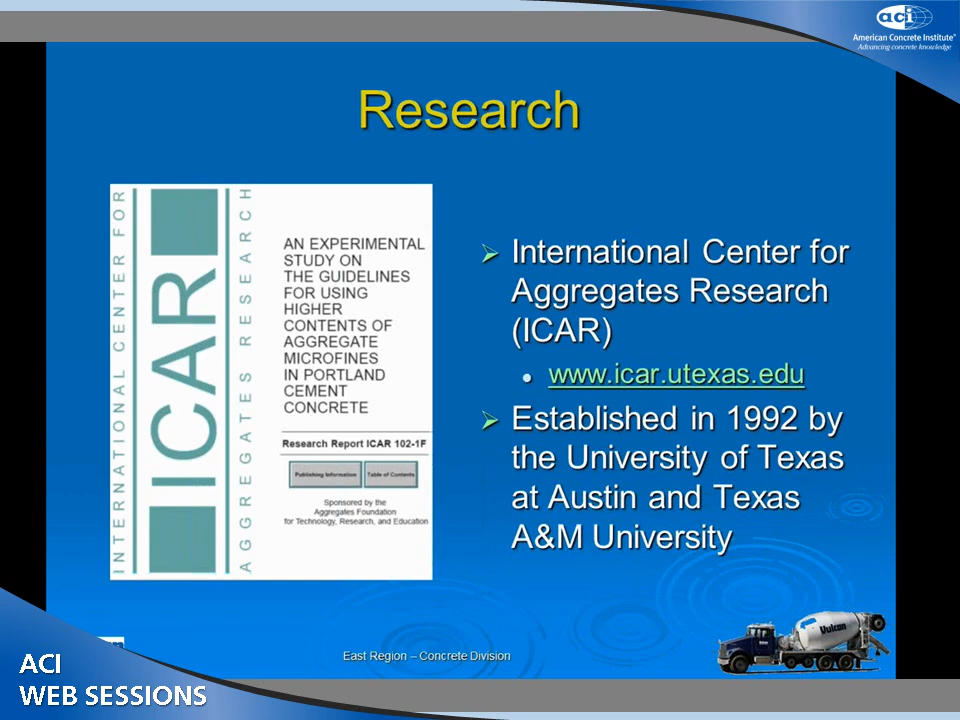 aci
American Concrete Institute®
Advancing concrete knowledge
Research
INTERNATIONAL CENTER FOR
ICAR
AGGREGATES RESEARCH
AN EXPERIMENTAL
STUDY ON
THE GUIDELINES
FOR USING
HIGHER
CONTENTS OF
AGGREGATE
MICROFINES
IN PORTLAND
CEMENT
CONCRETE
Research Report ICAR 102-1F
Publishing Information
Table of Contents
Sponsored by the
Aggregates Foundation
for Technology, Research, and Education
International Center for
Aggregates Research
(ICAR)
www.icar.utexas.edu
Established in 1992 by
the University of Texas
at Austin and Texas
A&M University
East Region – Concrete Division
Vulcan
ACI
WEB SESSIONS